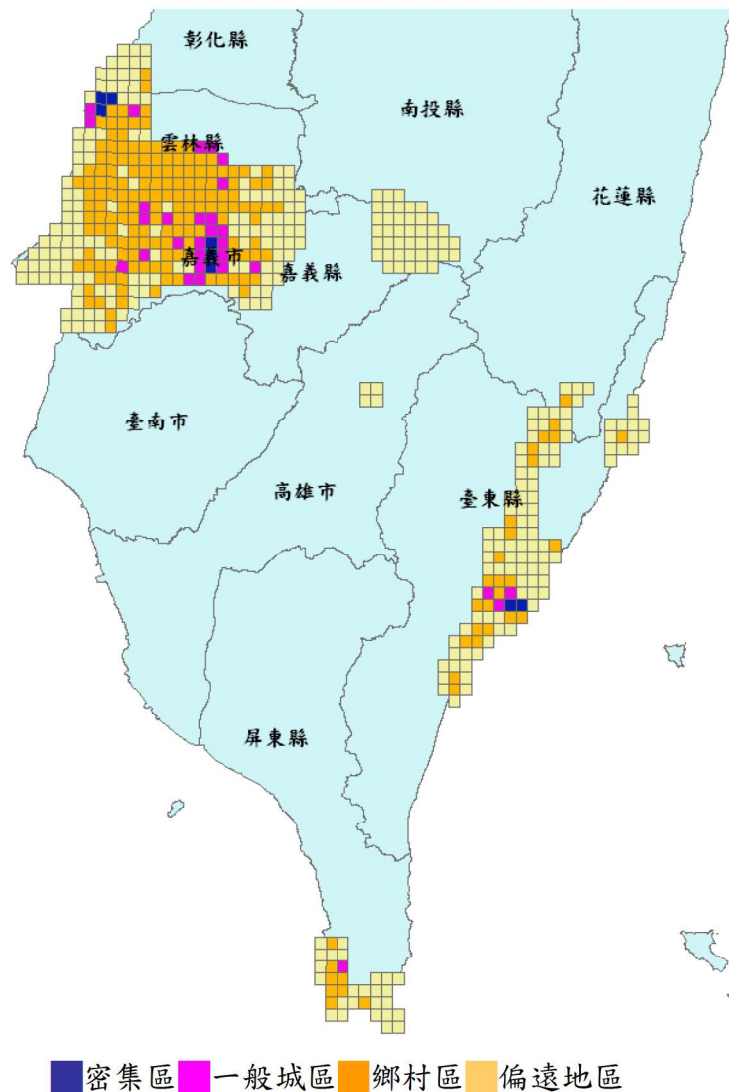 彰化縣
南投縣
雲林縣
花蓮縣
嘉義市
嘉義縣
臺南市
高雄市
臺東縣
屏東縣
密集區 一般城區 鄉村區 偏遠地區